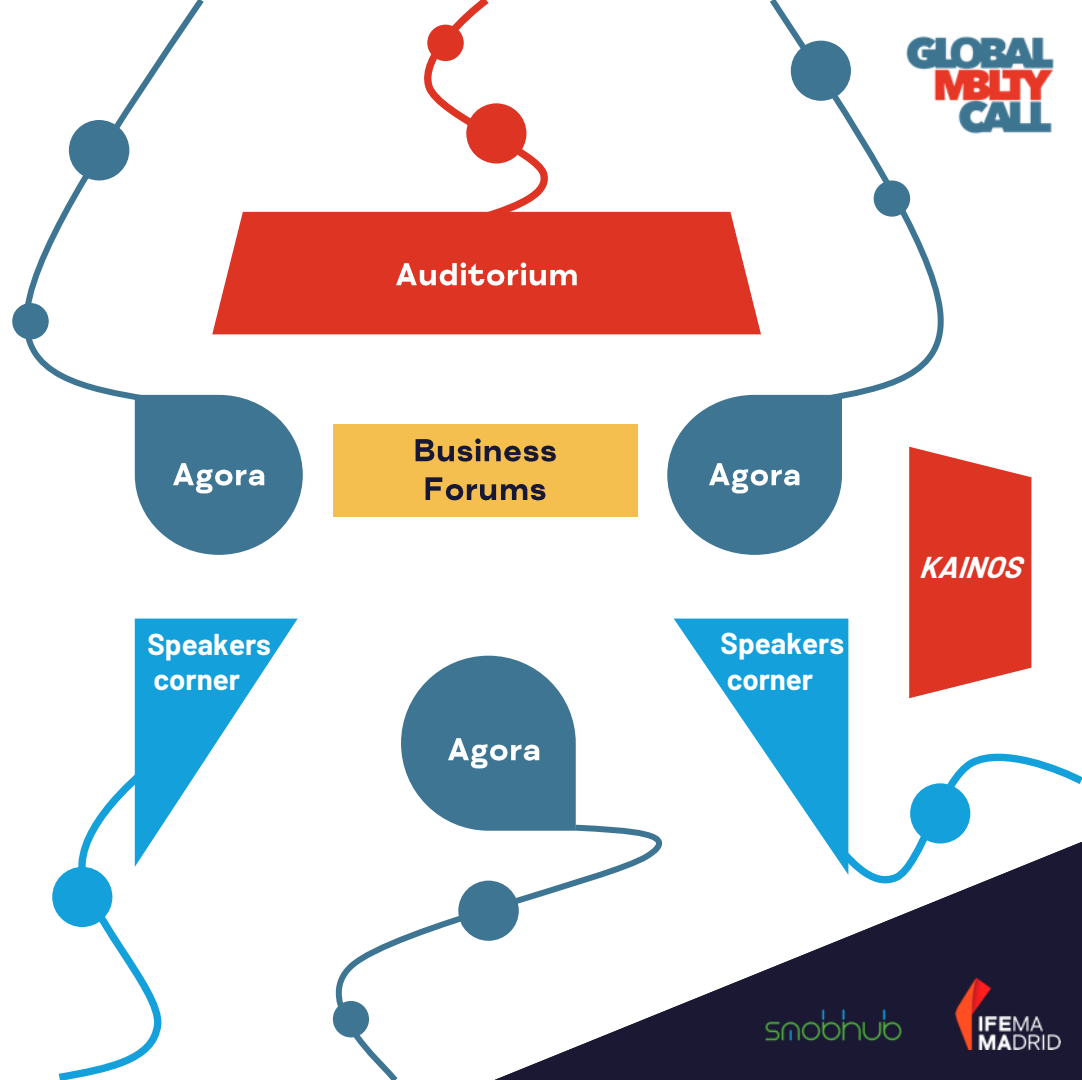 GLOBAL
MBLTY
CALL
Auditorium
Agora
Business
Forums
Agora
KAINOS
Speakers
corner
Speakers
corner
Agora
smobhub
IFEMA
MADRID